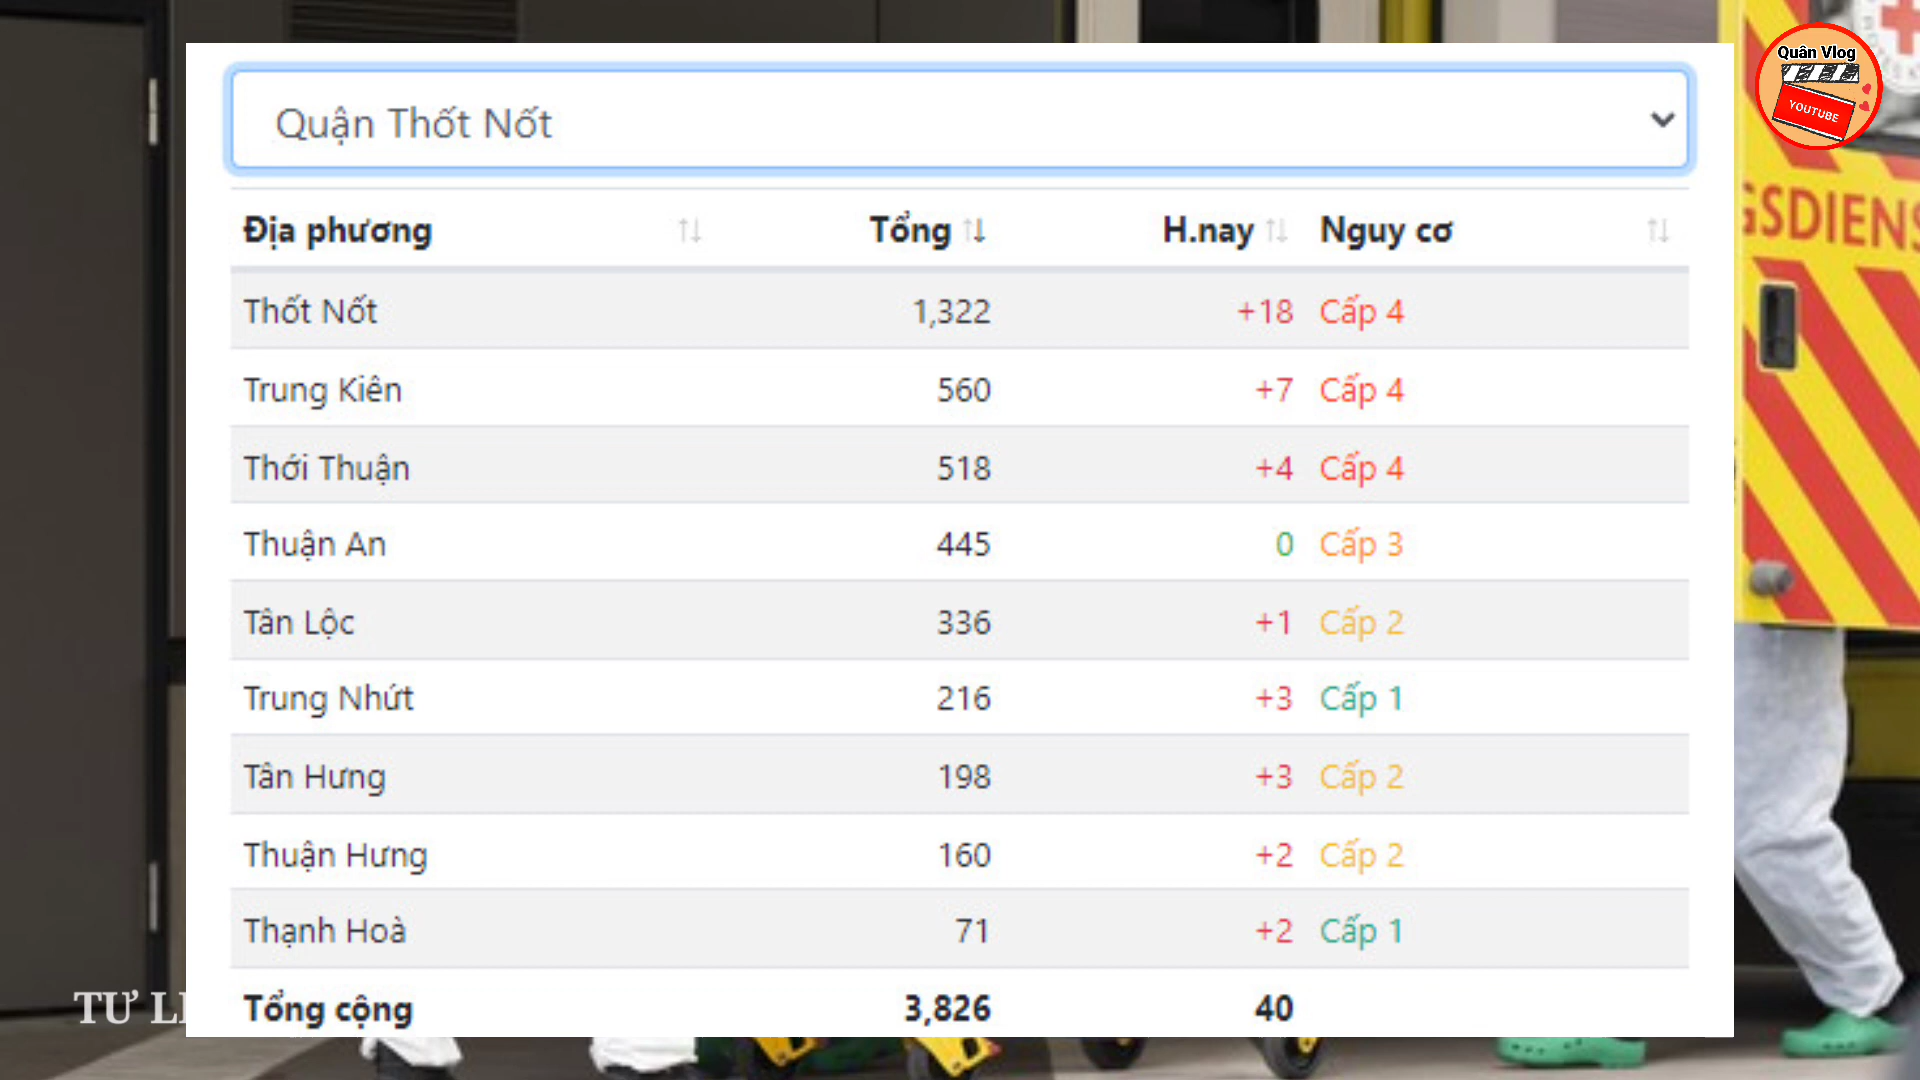 Quân Vlog
YOUTUBE
Quận Thốt Nốt
Địa phương Tổng H.nay Nguy cơ
Thốt Nốt 1,322 +18 Cấp 4
Trung Kiên 560 +7 Cấp 4
Thới Thuận 518 +4 Cấp 4
Thuận An 445 0 Cấp 3
Tân Lộc 336 +1 Cấp 2
Trung Nhứt 216 +3 Cấp 1
Tân Hưng 198 +3 Cấp 2
Thuận Hưng 160 +2 Cấp 2
Thạnh Hoà 71 +2 Cấp 1
Tổng cộng 3,826 40
TƯ